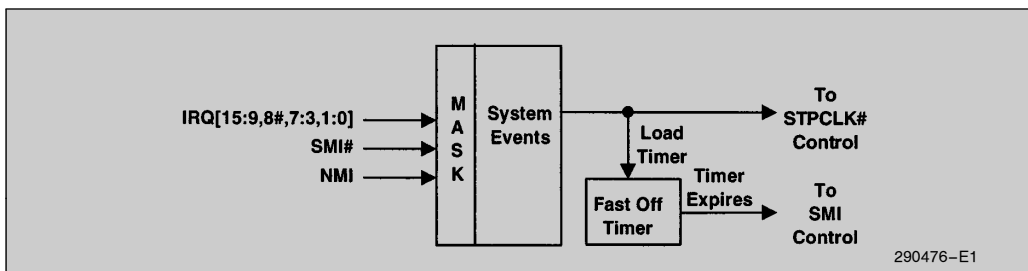 IRQ[15:9,8#,7:3,1:0]
SMI#
NMI
M
A
S
K
System
Events
Load
Timer
Fast Off
Timer
Timer
Expires
To
STPCLK#
Control
To
SMI
Control
290476-E1